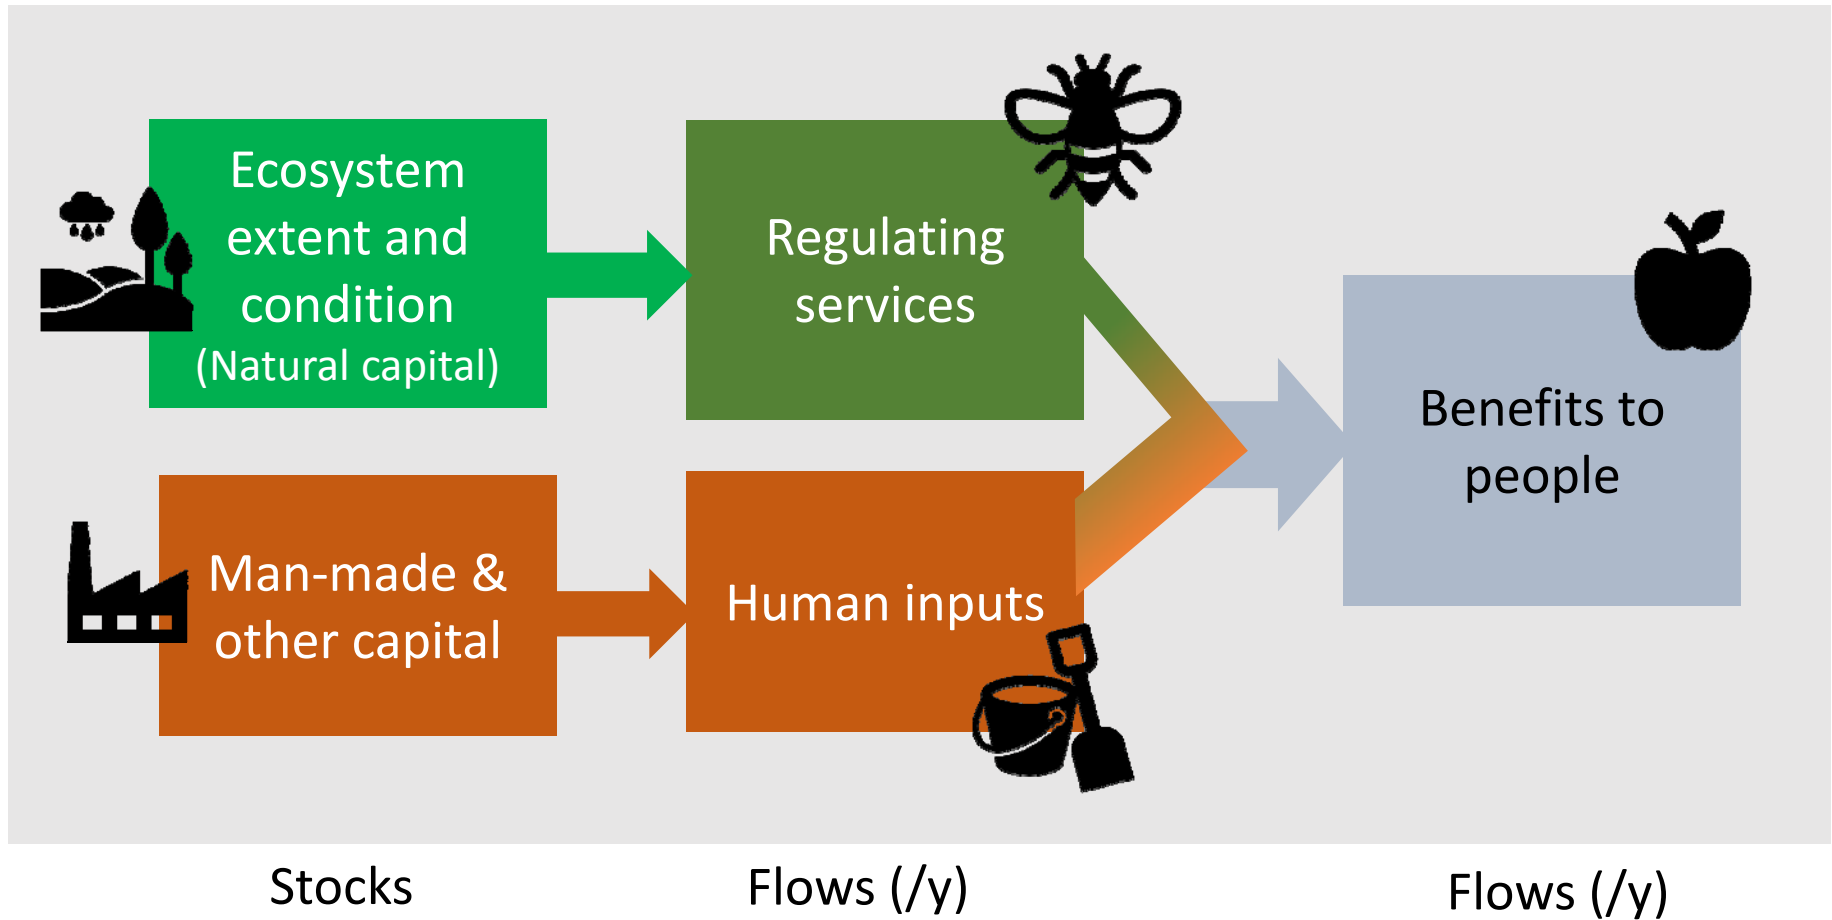 Ecosystem
extent and
condition
(Natural capital)
Regulating
services
Man-made &
other capital
Human inputs
Benefits to
people
Stocks
Flows (/y)
Flows (/y)